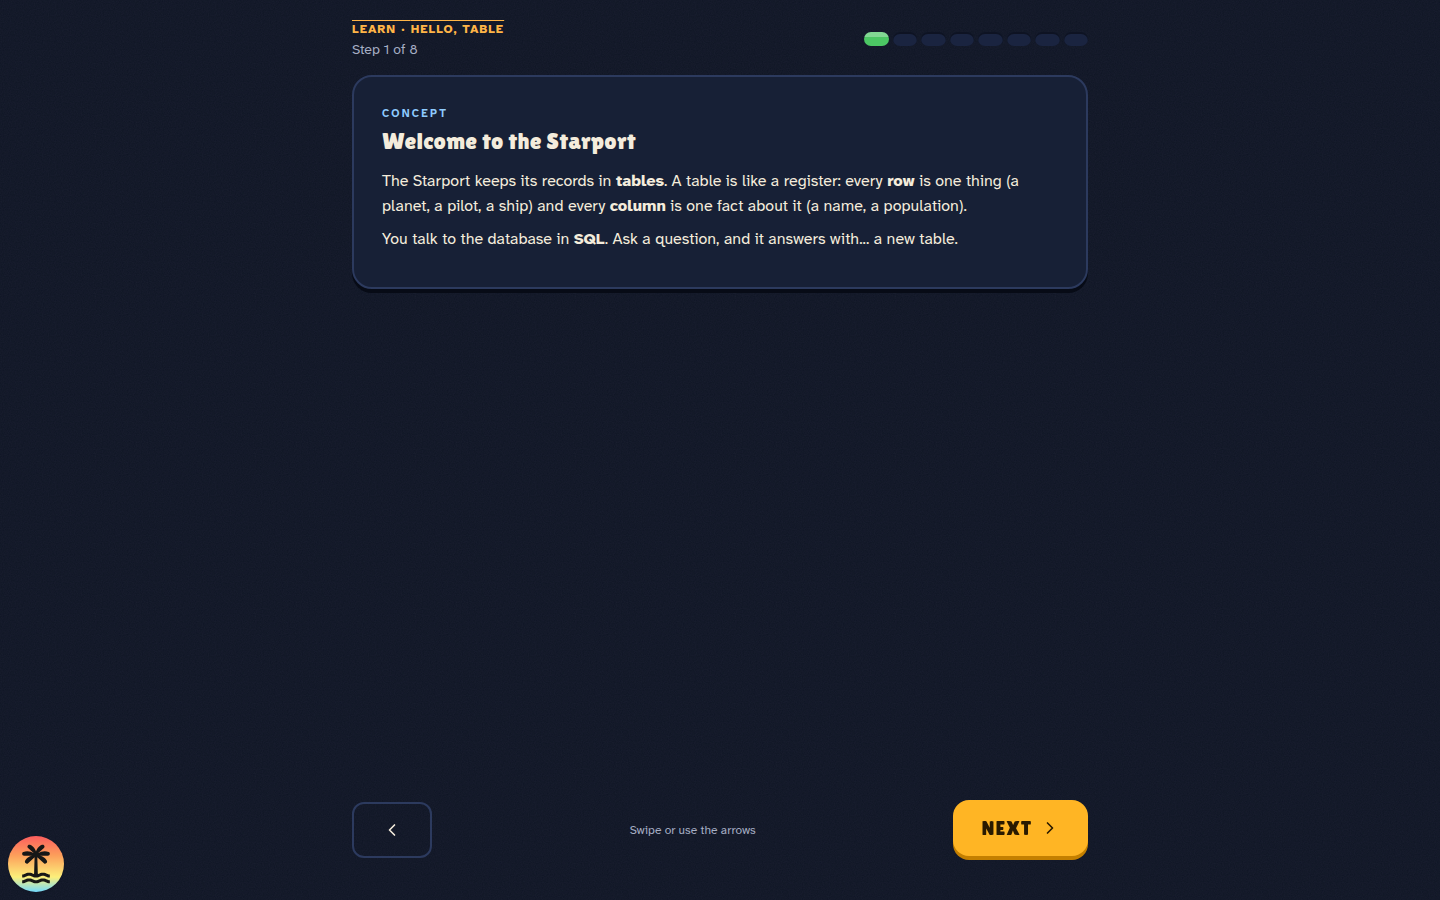 LEARN · HELLO, TABLE
Step 1 of 8
CONCEPT
Welcome to the Starport
The Starport keeps its records in tables. A table is like a register: every row is one thing (a
planet, a pilot, a ship) and every column is one fact about it (a name, a population).
You talk to the database in SQL. Ask a question, and it answers with... a new table.
Swipe or use the arrows
NEXT